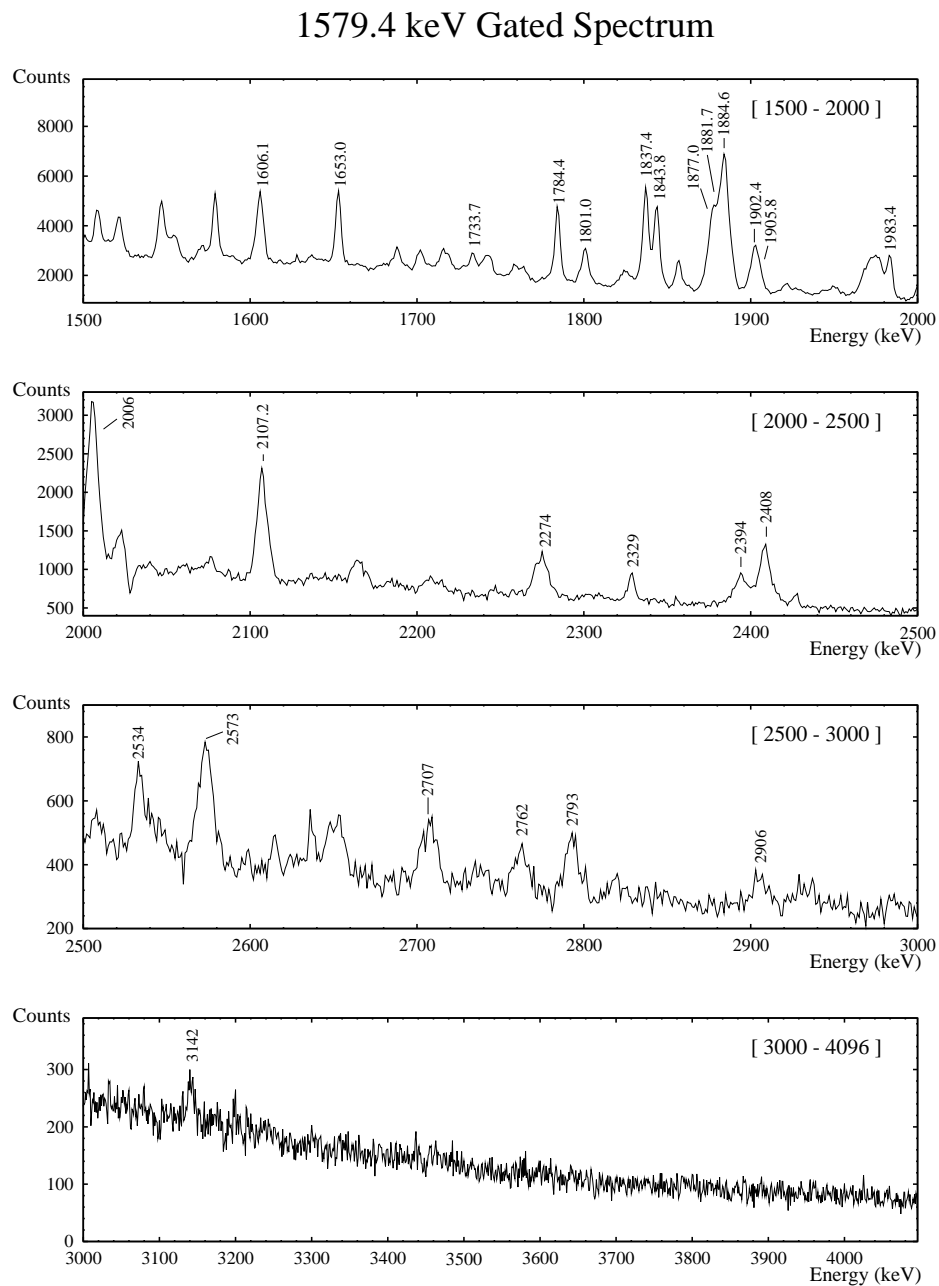 1579.4 keV Gated Spectrum
Counts
[ 1500 - 2000 ]
8000
6000
4000
2000
1606.1
1653.0
1733.7
1784.4
1801.0
1837.4
1843.8
1877.0
1881.7
1884.6
1902.4
1905.8
1983.4
1500 1600 1700 1800 1900 2000
Energy (keV)
Counts
[ 2000 - 2500 ]
3000
2500
2000
1500
1000
500
2006
2107.2
2274
2329
2394
2408
2000 2100 2200 2300 2400 2500
Energy (keV)
Counts
[ 2500 - 3000 ]
800
600
400
200
2534
2573
2707
2762
2793
2906
2500 2600 2700 2800 2900 3000
Energy (keV)
Counts
[ 3000 - 4096 ]
300
200
100
0
3142
3000 3100 3200 3300 3400 3500 3600 3700 3800 3900 4000
Energy (keV)